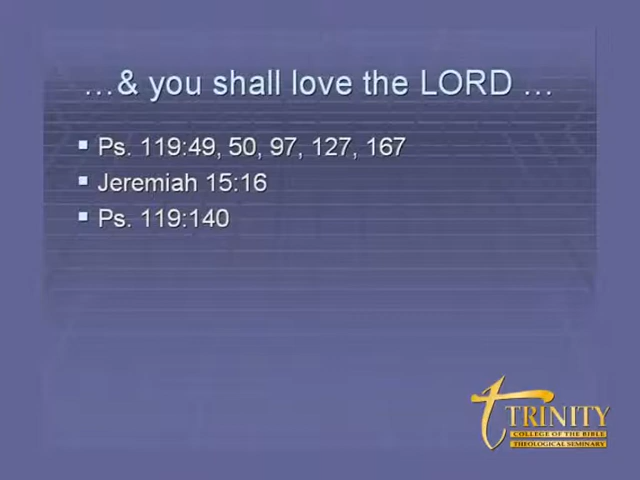 ...& you shall love the LORD ...
Ps. 119:49, 50, 97, 127, 167
Jeremiah 15:16
Ps. 119:140
TRINITY
COLLEGE OF THE BIBLE
THEOLOGICAL SEMINARY